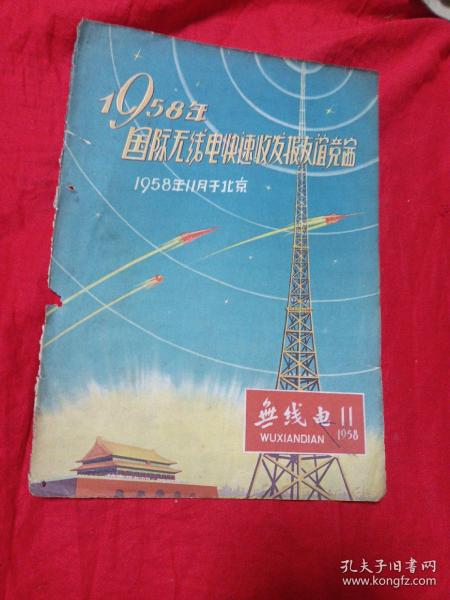 1958年
国际无线电快速收发报友谊竞赛
1958年11月于北京
無线电 11
WUXIANDIAN 1958
孔夫子旧书网
www.kongfz.com